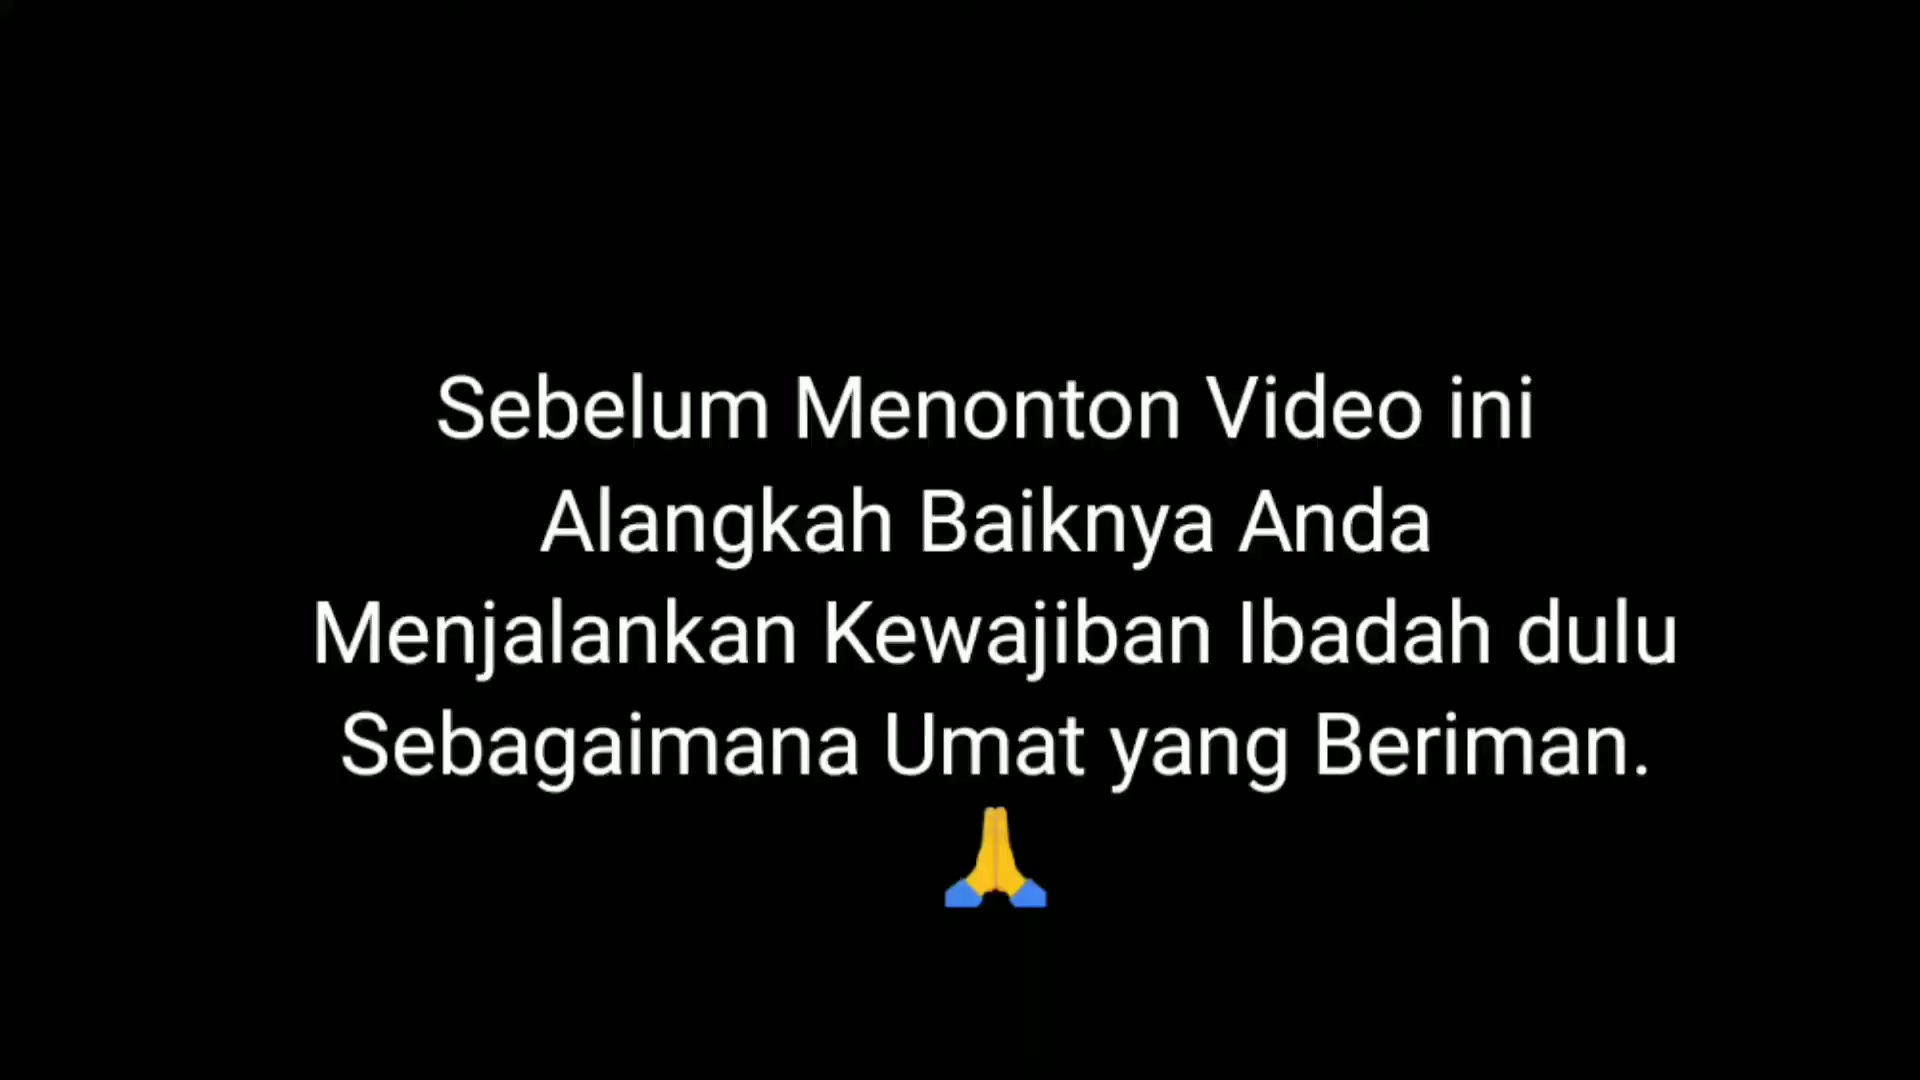 Sebelum Menonton Video ini
Alangkah Baiknya Anda
Menjalankan Kewajiban Ibadah dulu
Sebagaimana Umat yang Beriman.
🙏